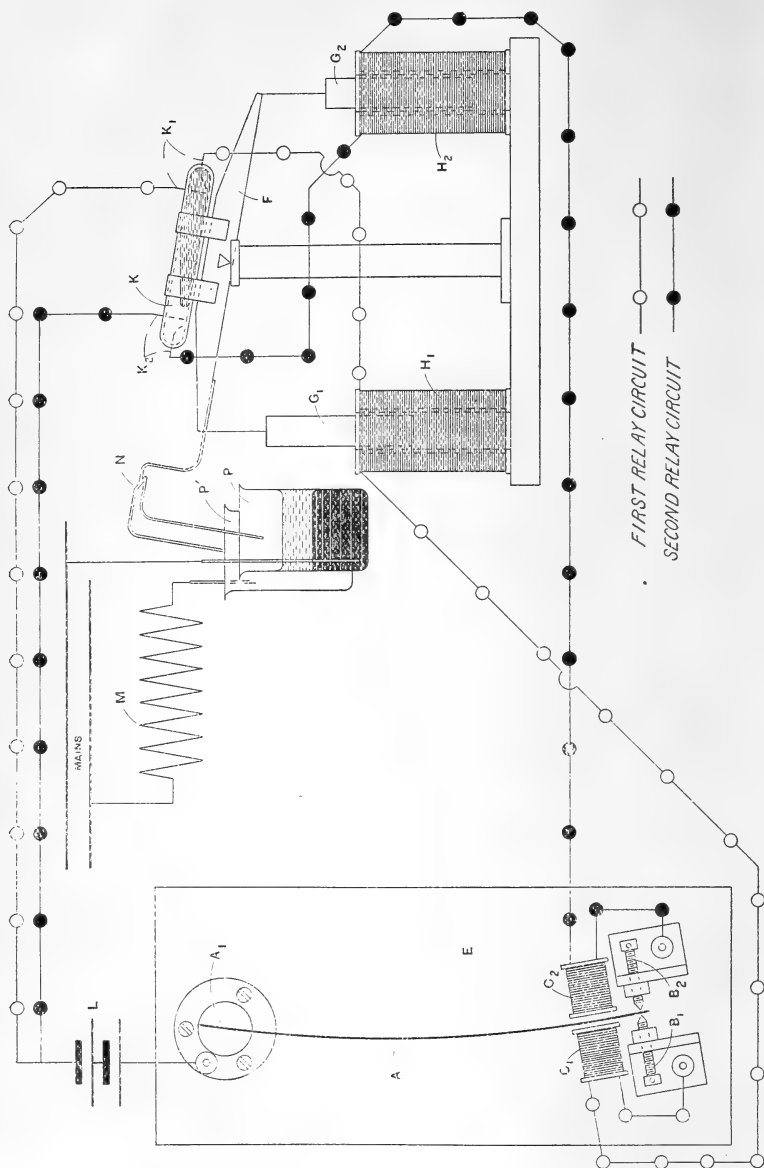 G2
K1
F
H2
K
K2
G1
H1
N
P'
P
M
MAINS
L
A1
E
A
C2
C1
B2
B1
FIRST RELAY CIRCUIT
SECOND RELAY CIRCUIT